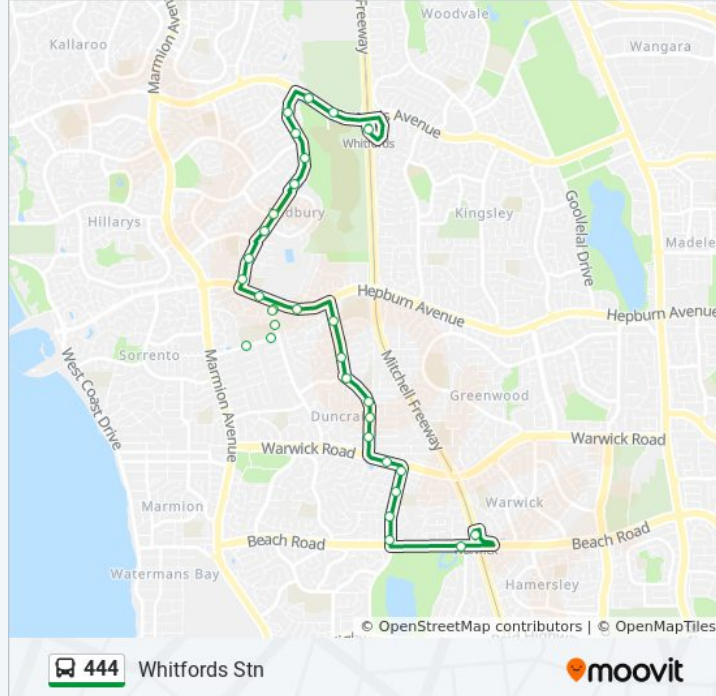 Woodvale
Kallaroo
Marmion Avenue
Freeway
Wangara
s Avenue
Whitfords
Hillarys
dbury
Kingsley
Goollelal Drive
Madele
Hepburn Avenue
Hepburn Avenue
Sorrento
West Coast Drive
Marmion Avenue
Mitchell Freeway
Greenwood
Duncra
Warwick Road
Warwick Road
Marmion
Warwick
Beach Road
Beach Road
Watermans Bay
Hamersley
© OpenStreetMap contributors | © OpenMapTiles
444 Whitfords Stn
moovit